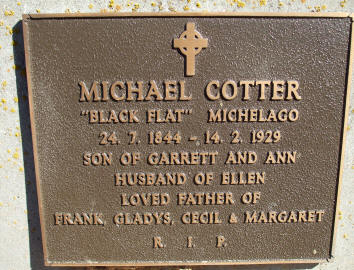 MICHAEL COTTER
"BLACK FLAT" MICHELAGO
24. 7. 1844 - 14. 2. 1929
SON OF GARRETT AND ANN
HUSBAND OF ELLEN
LOVED FATHER OF
FRANK, GLADYS, CECIL & MARGARET
R. I. P.